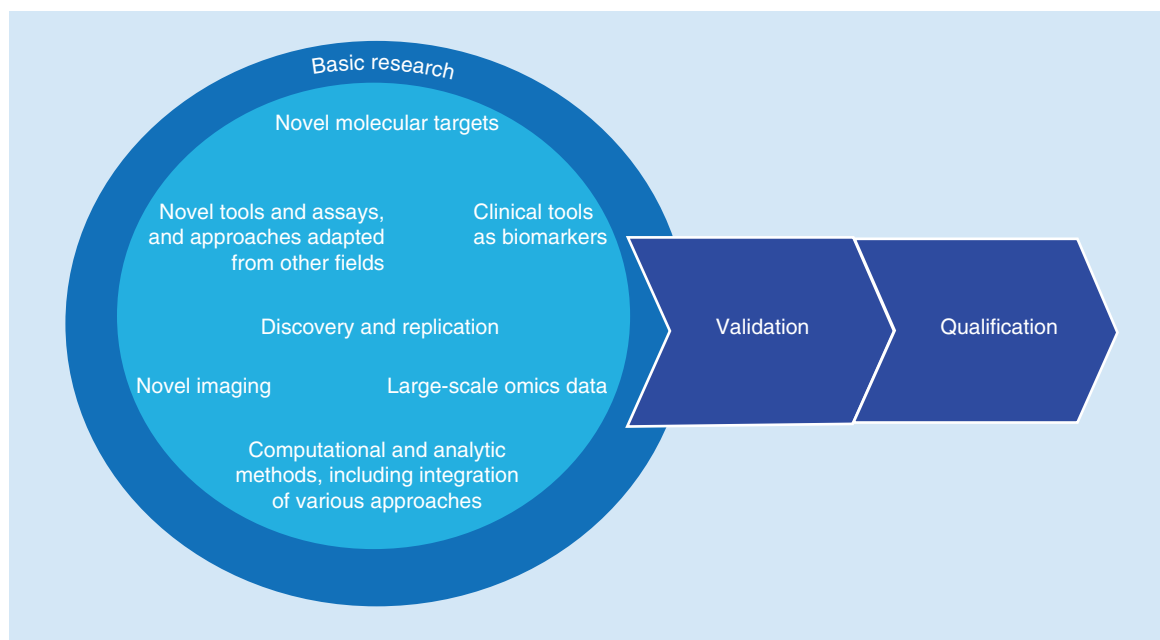 Basic research
Novel molecular targets
Novel tools and assays,
and approaches adapted
from other fields
Clinical tools
as biomarkers
Discovery and replication
Novel imaging
Large-scale omics data
Computational and analytic
methods, including integration
of various approaches
Validation
Qualification